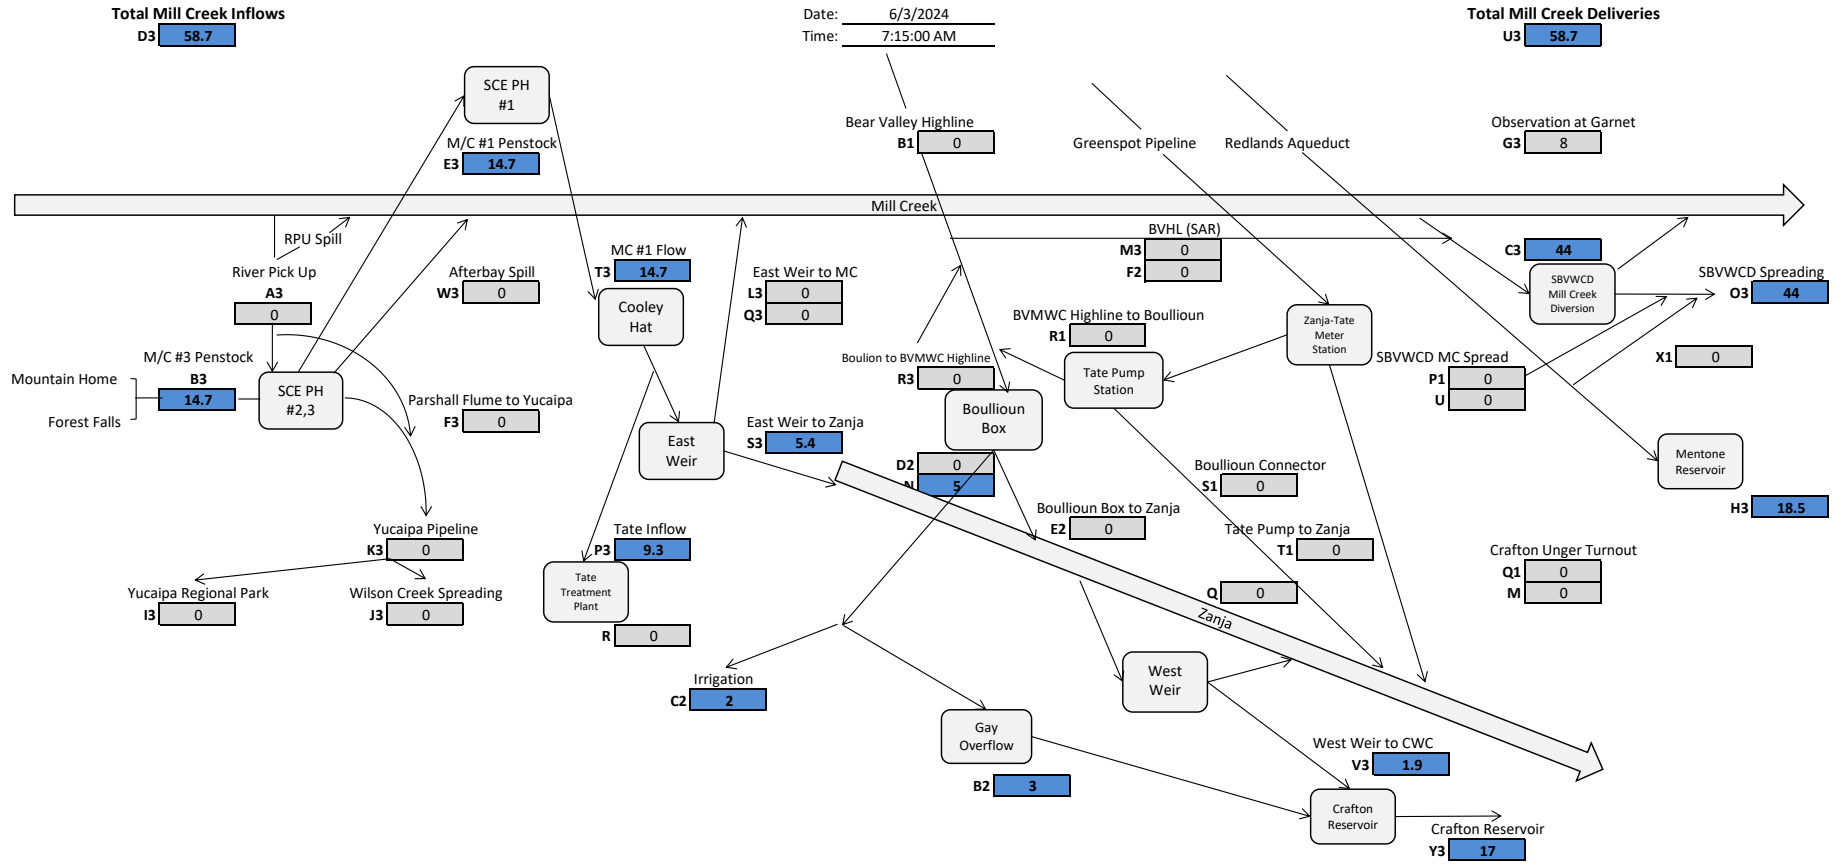 Total Mill Creek Inflows
D3 58.7
Date: 6/3/2024
Time: 7:15:00 AM
Total Mill Creek Deliveries
U3 58.7
SCE PH
#1
M/C #1 Penstock
E3 14.7
Bear Valley Highline
B1 0
Greenspot Pipeline
Redlands Aqueduct
Observation at Garnet
G3 8
Mill Creek
RPU Spill
River Pick Up
A3
0
Afterbay Spill
W3 0
MC #1 Flow
T3 14.7
Cooley
Hat
East Weir to MC
L3 0
Q3 0
BVHL (SAR)
M3 0
F2 0
C3 44
SBVWCD
Mill Creek
Diversion
SBVWCD Spreading
O3 44
BVMWC Highline to Boullioun
R1 0
Zanja-Tate
Meter
Station
M/C #3 Penstock
B3
14.7
Mountain Home
Forest Falls
SCE PH
#2,3
Parshall Flume to Yucaipa
F3 0
Boulion to BVMWC Highline
R3 0
Tate Pump
Station
SBVWCD MC Spread
P1 0
U 0
X1 0
Boullioun
Box
East
Weir
East Weir to Zanja
S3 5.4
D2 0
N 5
Boullioun Connector
S1 0
Mentone
Reservoir
H3 18.5
Yucaipa Pipeline
K3 0
Tate Inflow
P3 9.3
Boullioun Box to Zanja
E2 0
Tate Pump to Zanja
T1 0
Crafton Unger Turnout
Q1 0
M 0
Yucaipa Regional Park
I3 0
Wilson Creek Spreading
J3 0
Tate
Treatment
Plant
R 0
Q 0
Zanja
Irrigation
C2 2
West
Weir
Gay
Overflow
B2 3
West Weir to CWC
V3 1.9
Crafton
Reservoir
Crafton Reservoir
Y3 17